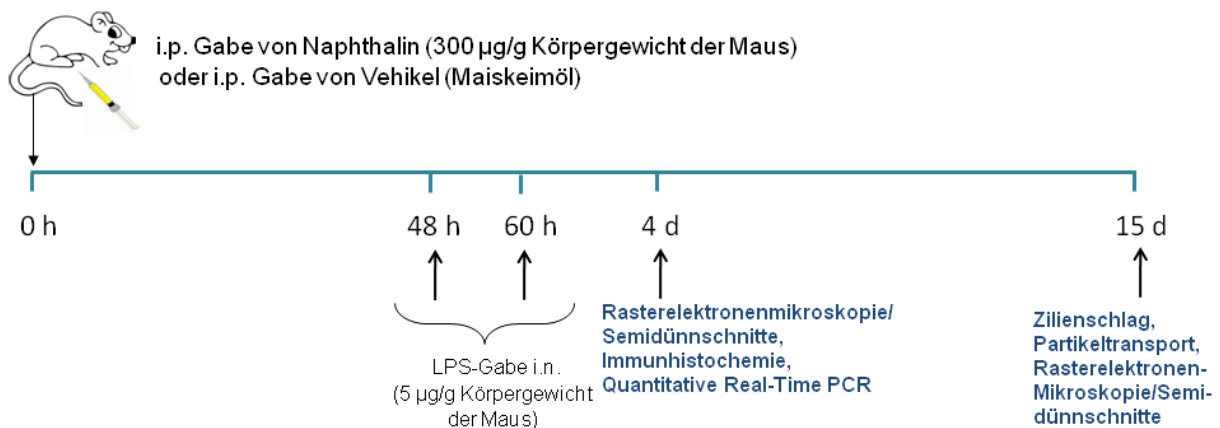 i.p. Gabe von Naphthalin (300 µg/g Körpergewicht der Maus)
oder i.p. Gabe von Vehikel (Maiskeimöl)
0 h
48 h
60 h
4 d
15 d
LPS-Gabe i.n.
(5 µg/g Körpergewicht
der Maus)
Rasterelektronenmikroskopie/
Semidünnschnitte,
Immunhistochemie,
Quantitative Real-Time PCR
Zilienschlag,
Partikeltransport,
Rasterelektronen-
Mikroskopie/Semi-
dünnschnitte